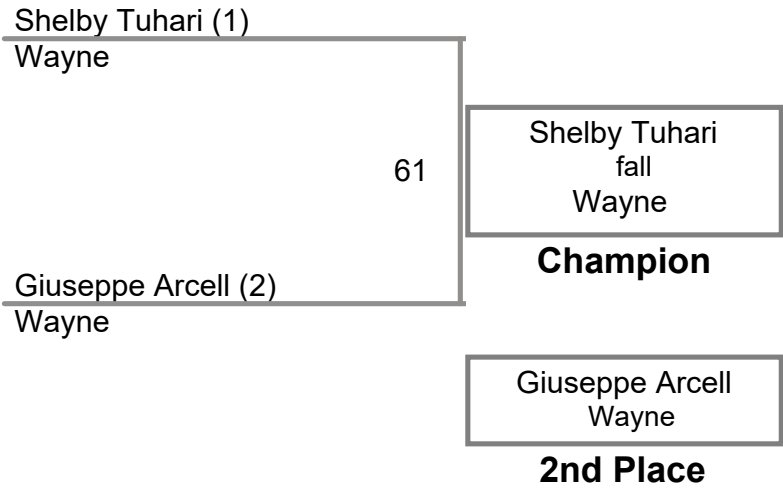 Shelby Tuhari (1)
Wayne
61
Shelby Tuhari
fall
Wayne
Champion
Giuseppe Arcell (2)
Wayne
Giuseppe Arcell
Wayne
2nd Place